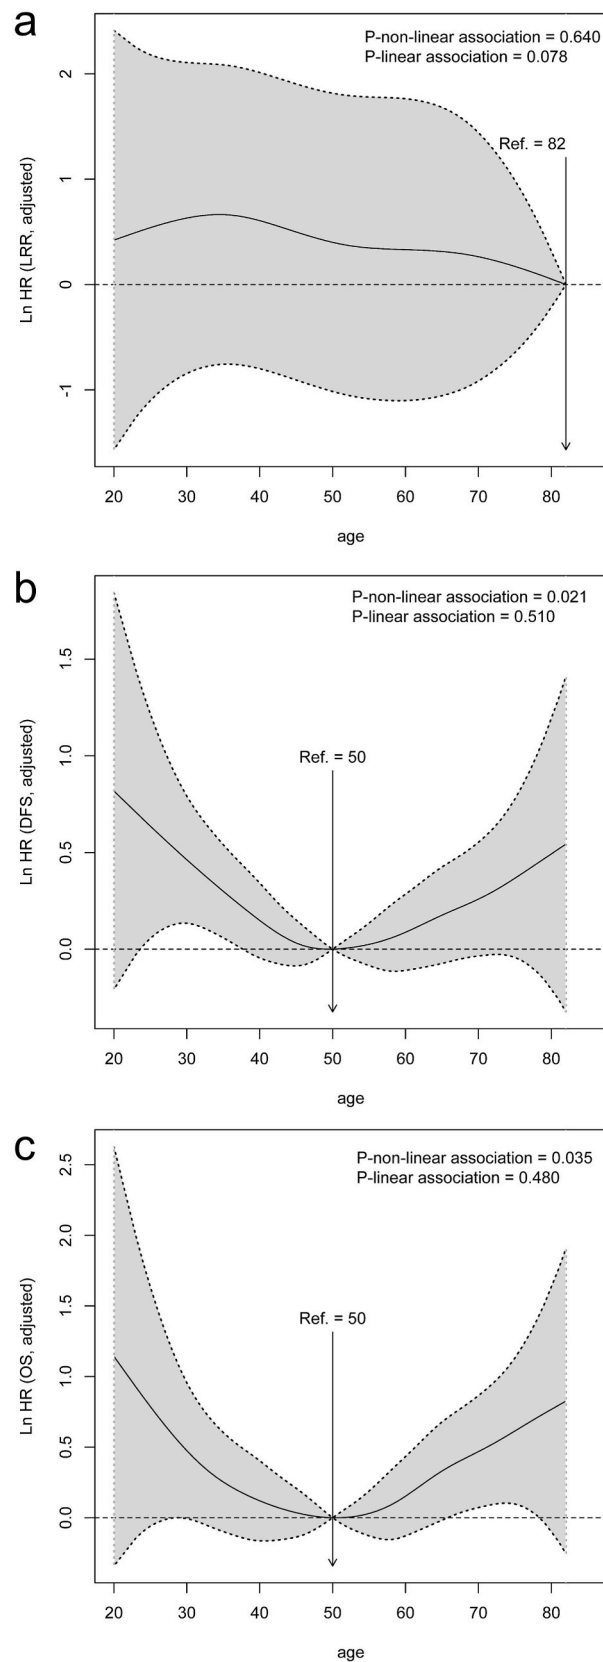 a
P-non-linear association = 0.640
P-linear association = 0.078
Ref. = 82
Ln HR (LRR, adjusted)
2
1
0
-1
20 30 40 50 60 70 80
age
b
P-non-linear association = 0.021
P-linear association = 0.510
Ref. = 50
Ln HR (DFS, adjusted)
1.5
1.0
0.5
0.0
20 30 40 50 60 70 80
age
c
P-non-linear association = 0.035
P-linear association = 0.480
Ref. = 50
Ln HR (OS, adjusted)
2.5
2.0
1.5
1.0
0.5
0.0
20 30 40 50 60 70 80
age